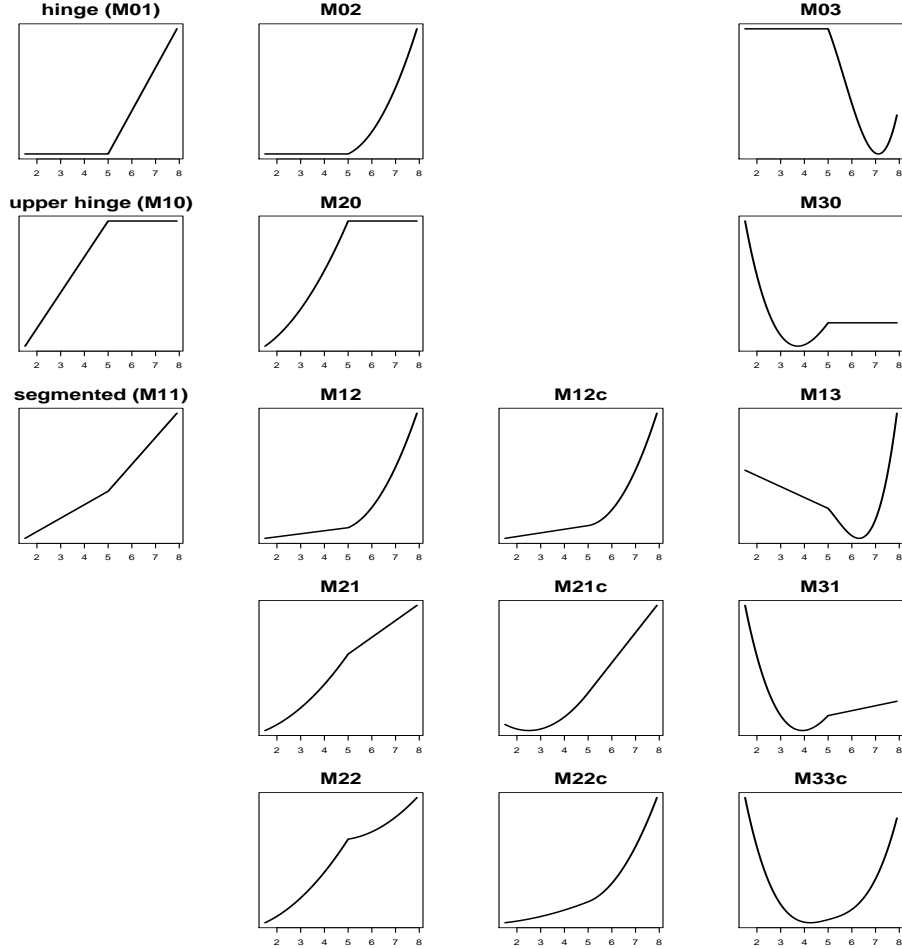 hinge (M01) M02 M03
2 3 4 5 6 7 8 2 3 4 5 6 7 8 2 3 4 5 6 7 8
upper hinge (M10) M20 M30
2 3 4 5 6 7 8 2 3 4 5 6 7 8 2 3 4 5 6 7 8
segmented (M11) M12 M12c M13
2 3 4 5 6 7 8 2 3 4 5 6 7 8 2 3 4 5 6 7 8 2 3 4 5 6 7 8
M21 M21c M31
2 3 4 5 6 7 8 2 3 4 5 6 7 8 2 3 4 5 6 7 8
M22 M22c M33c
2 3 4 5 6 7 8 2 3 4 5 6 7 8 2 3 4 5 6 7 8